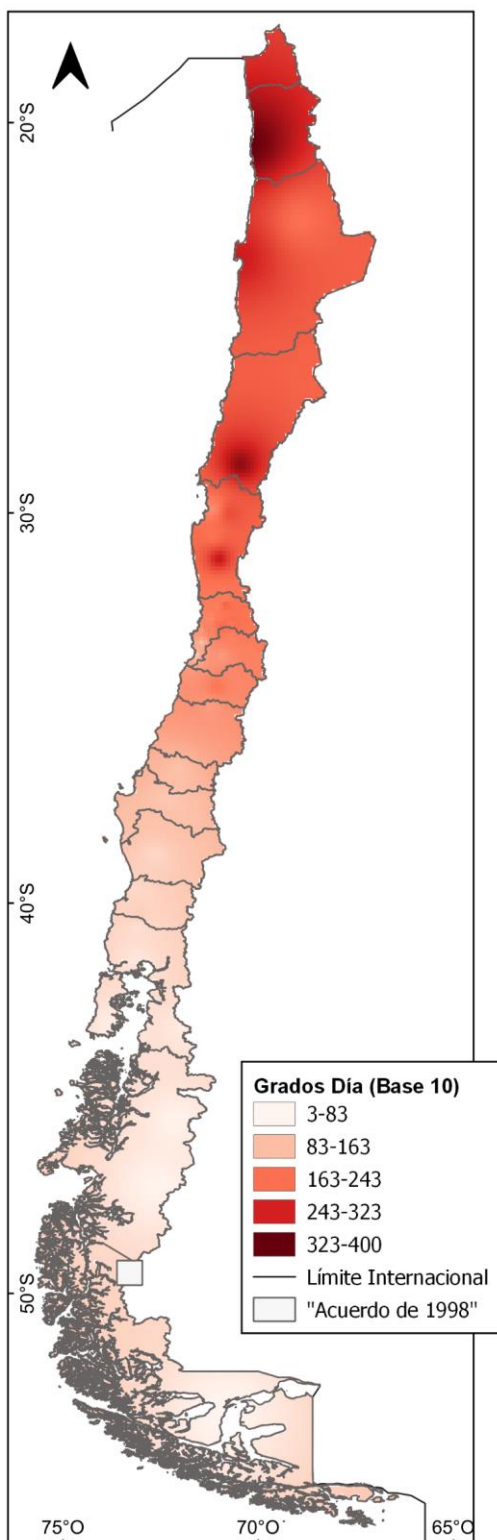 20°S
30°S
40°S
50°S
Grados Día (Base 10)
3-83
83-163
163-243
243-323
323-400
Límite Internacional
"Acuerdo de 1998"
75°O
70°O
65°O